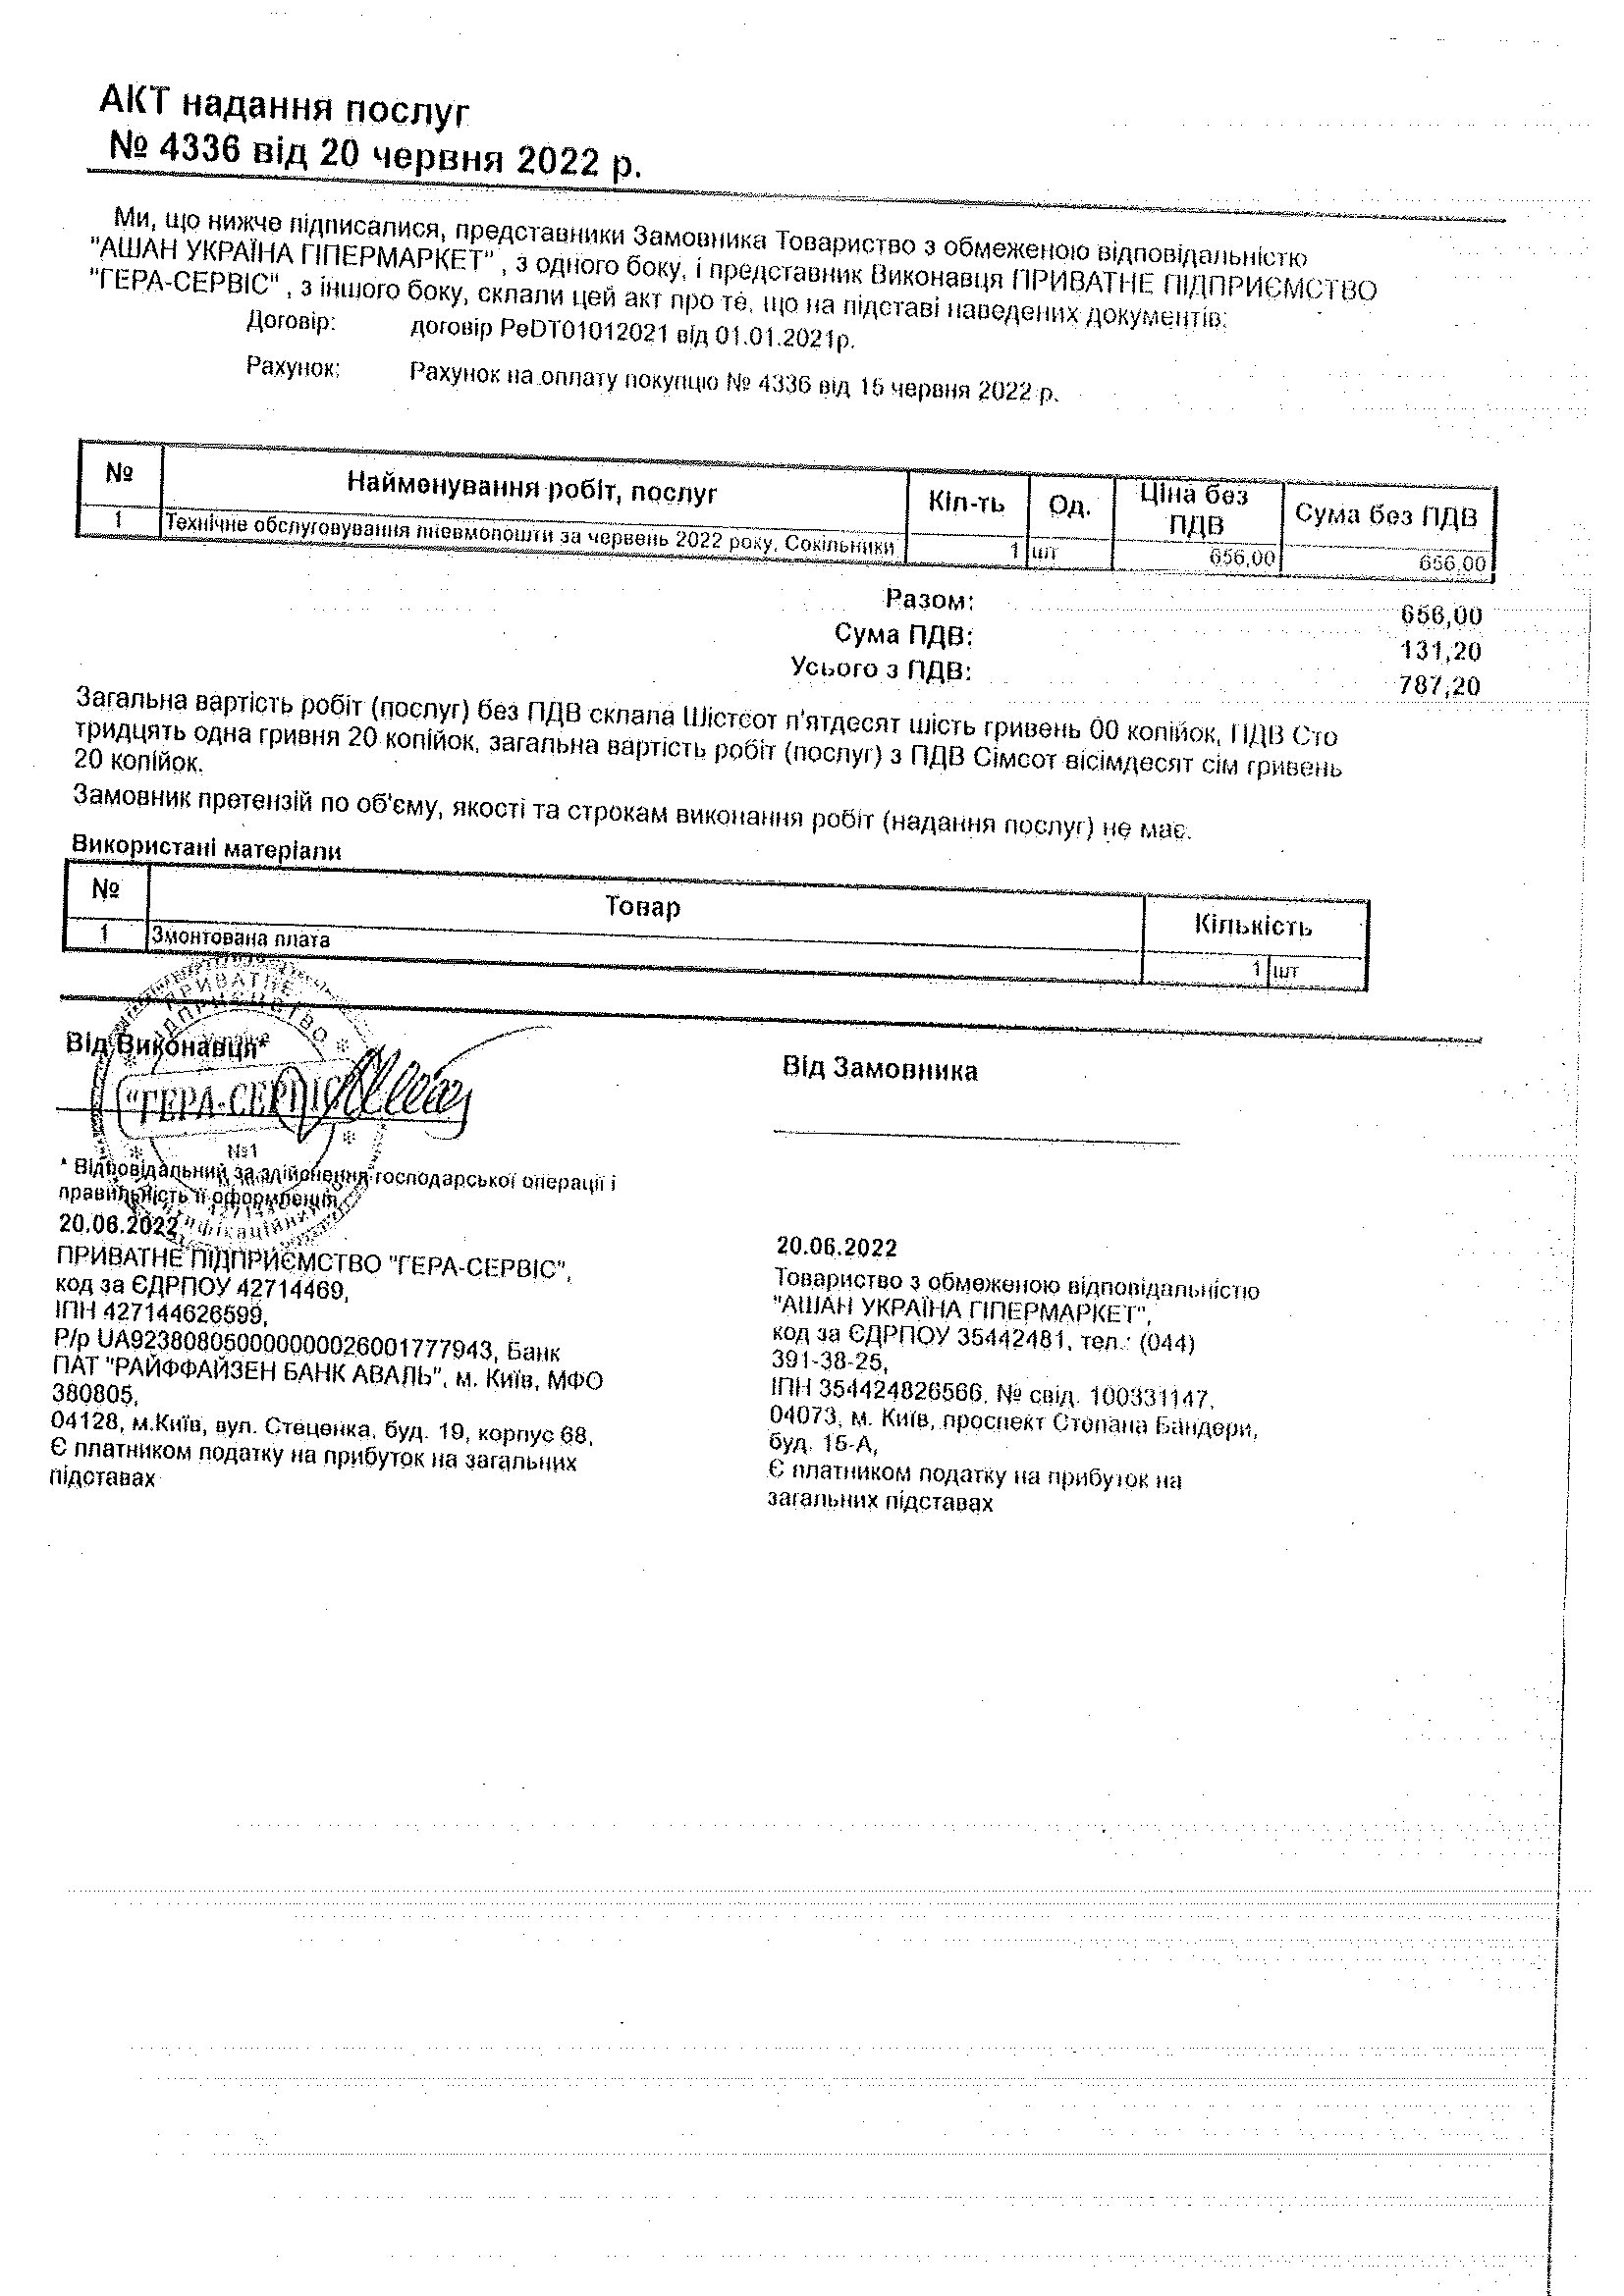 АКТ надання послуг
№ 4336 від 20 червня 2022 р.
Ми, що нижче підписалися, представники Замовника Товариство з обмеженою відповідальністю
"АШАН УКРАЇНА ГІПЕРМАРКЕТ" , з одного боку, і представник Виконавця ПРИВАТНЕ ПІДПРИЄМСТВО
"ГЕРА-СЕРВІС" , з іншого боку, склали цей акт про те, що на підставі наведених документів:
Договір: договір PeDT01012021 від 01.01.2021р.
Рахунок: Рахунок на оплату покупцю № 4336 від 15 червня 2022 р.
№ Найменування робіт, послуг Кіл-ть Од. Ціна без ПДВ Сума без ПДВ
1 Технічне обслуговування пневмопошти за червень 2022 року, Сокільники 1 шт 656,00 656,00
Разом: 656,00
Сума ПДВ: 131,20
Усього з ПДВ: 787,20
Загальна вартість робіт (послуг) без ПДВ склала Шістсот п'ятдесят шість гривень 00 копійок, ПДВ Сто
тридцять одна гривня 20 копійок, загальна вартість робіт (послуг) з ПДВ Сімсот вісімдесят сім гривень
20 копійок.
Замовник претензій по об'єму, якості та строкам виконання робіт (надання послуг) не має.
Використані матеріали
№ Товар Кількість
1 Змонтована плата 1 шт
ПРИВАТНЕ
ПІДПРИЄМСТВО
Від Виконавця*
"ГЕРА-СЕРВІС"
№1
* Відповідальний за здійснення господарської операції і
правильність її оформлення
20.06.2022
ПРИВАТНЕ ПІДПРИЄМСТВО "ГЕРА-СЕРВІС",
код за ЄДРПОУ 42714469,
ІПН 427144626599,
Р/р UA923808050000000026001777943, Банк
ПАТ "РАЙФФАЙЗЕН БАНК АВАЛЬ", м. Київ, МФО
380805,
04128, м.Київ, вул. Стеценка, буд. 19, корпус 68,
Є платником податку на прибуток на загальних
підставах
Від Замовника
20.06.2022
Товариство з обмеженою відповідальністю
"АШАН УКРАЇНА ГІПЕРМАРКЕТ",
код за ЄДРПОУ 35442481, тел.: (044)
391-38-25,
ІПН 354424826566, № свід. 100331147,
04073, м. Київ, проспект Степана Бандери,
буд. 15-А,
Є платником податку на прибуток на
загальних підставах